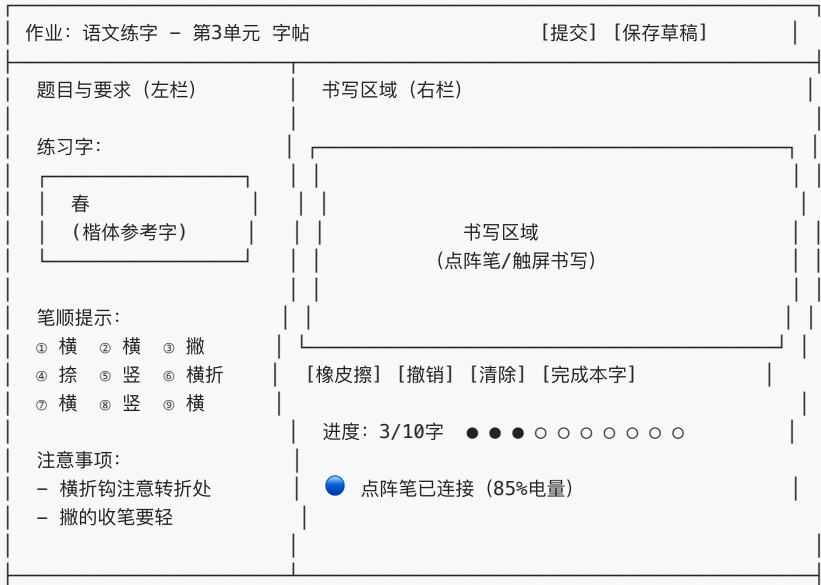 作业：语文练字 - 第3单元 字帖 [提交] [保存草稿]
题目与要求（左栏）
练习字：
春
（楷体参考字）
笔顺提示：
① 横 ② 横 ③ 撇
④ 捺 ⑤ 竖 ⑥ 横折
⑦ 横 ⑧ 竖 ⑨ 横
注意事项：
- 横折钩注意转折处
- 撇的收笔要轻
书写区域（右栏）
书写区域
（点阵笔/触屏书写）
[橡皮擦] [撤销] [清除] [完成本字]
进度：3/10字 ● ● ● ○ ○ ○ ○ ○ ○ ○
🔵 点阵笔已连接（85%电量）